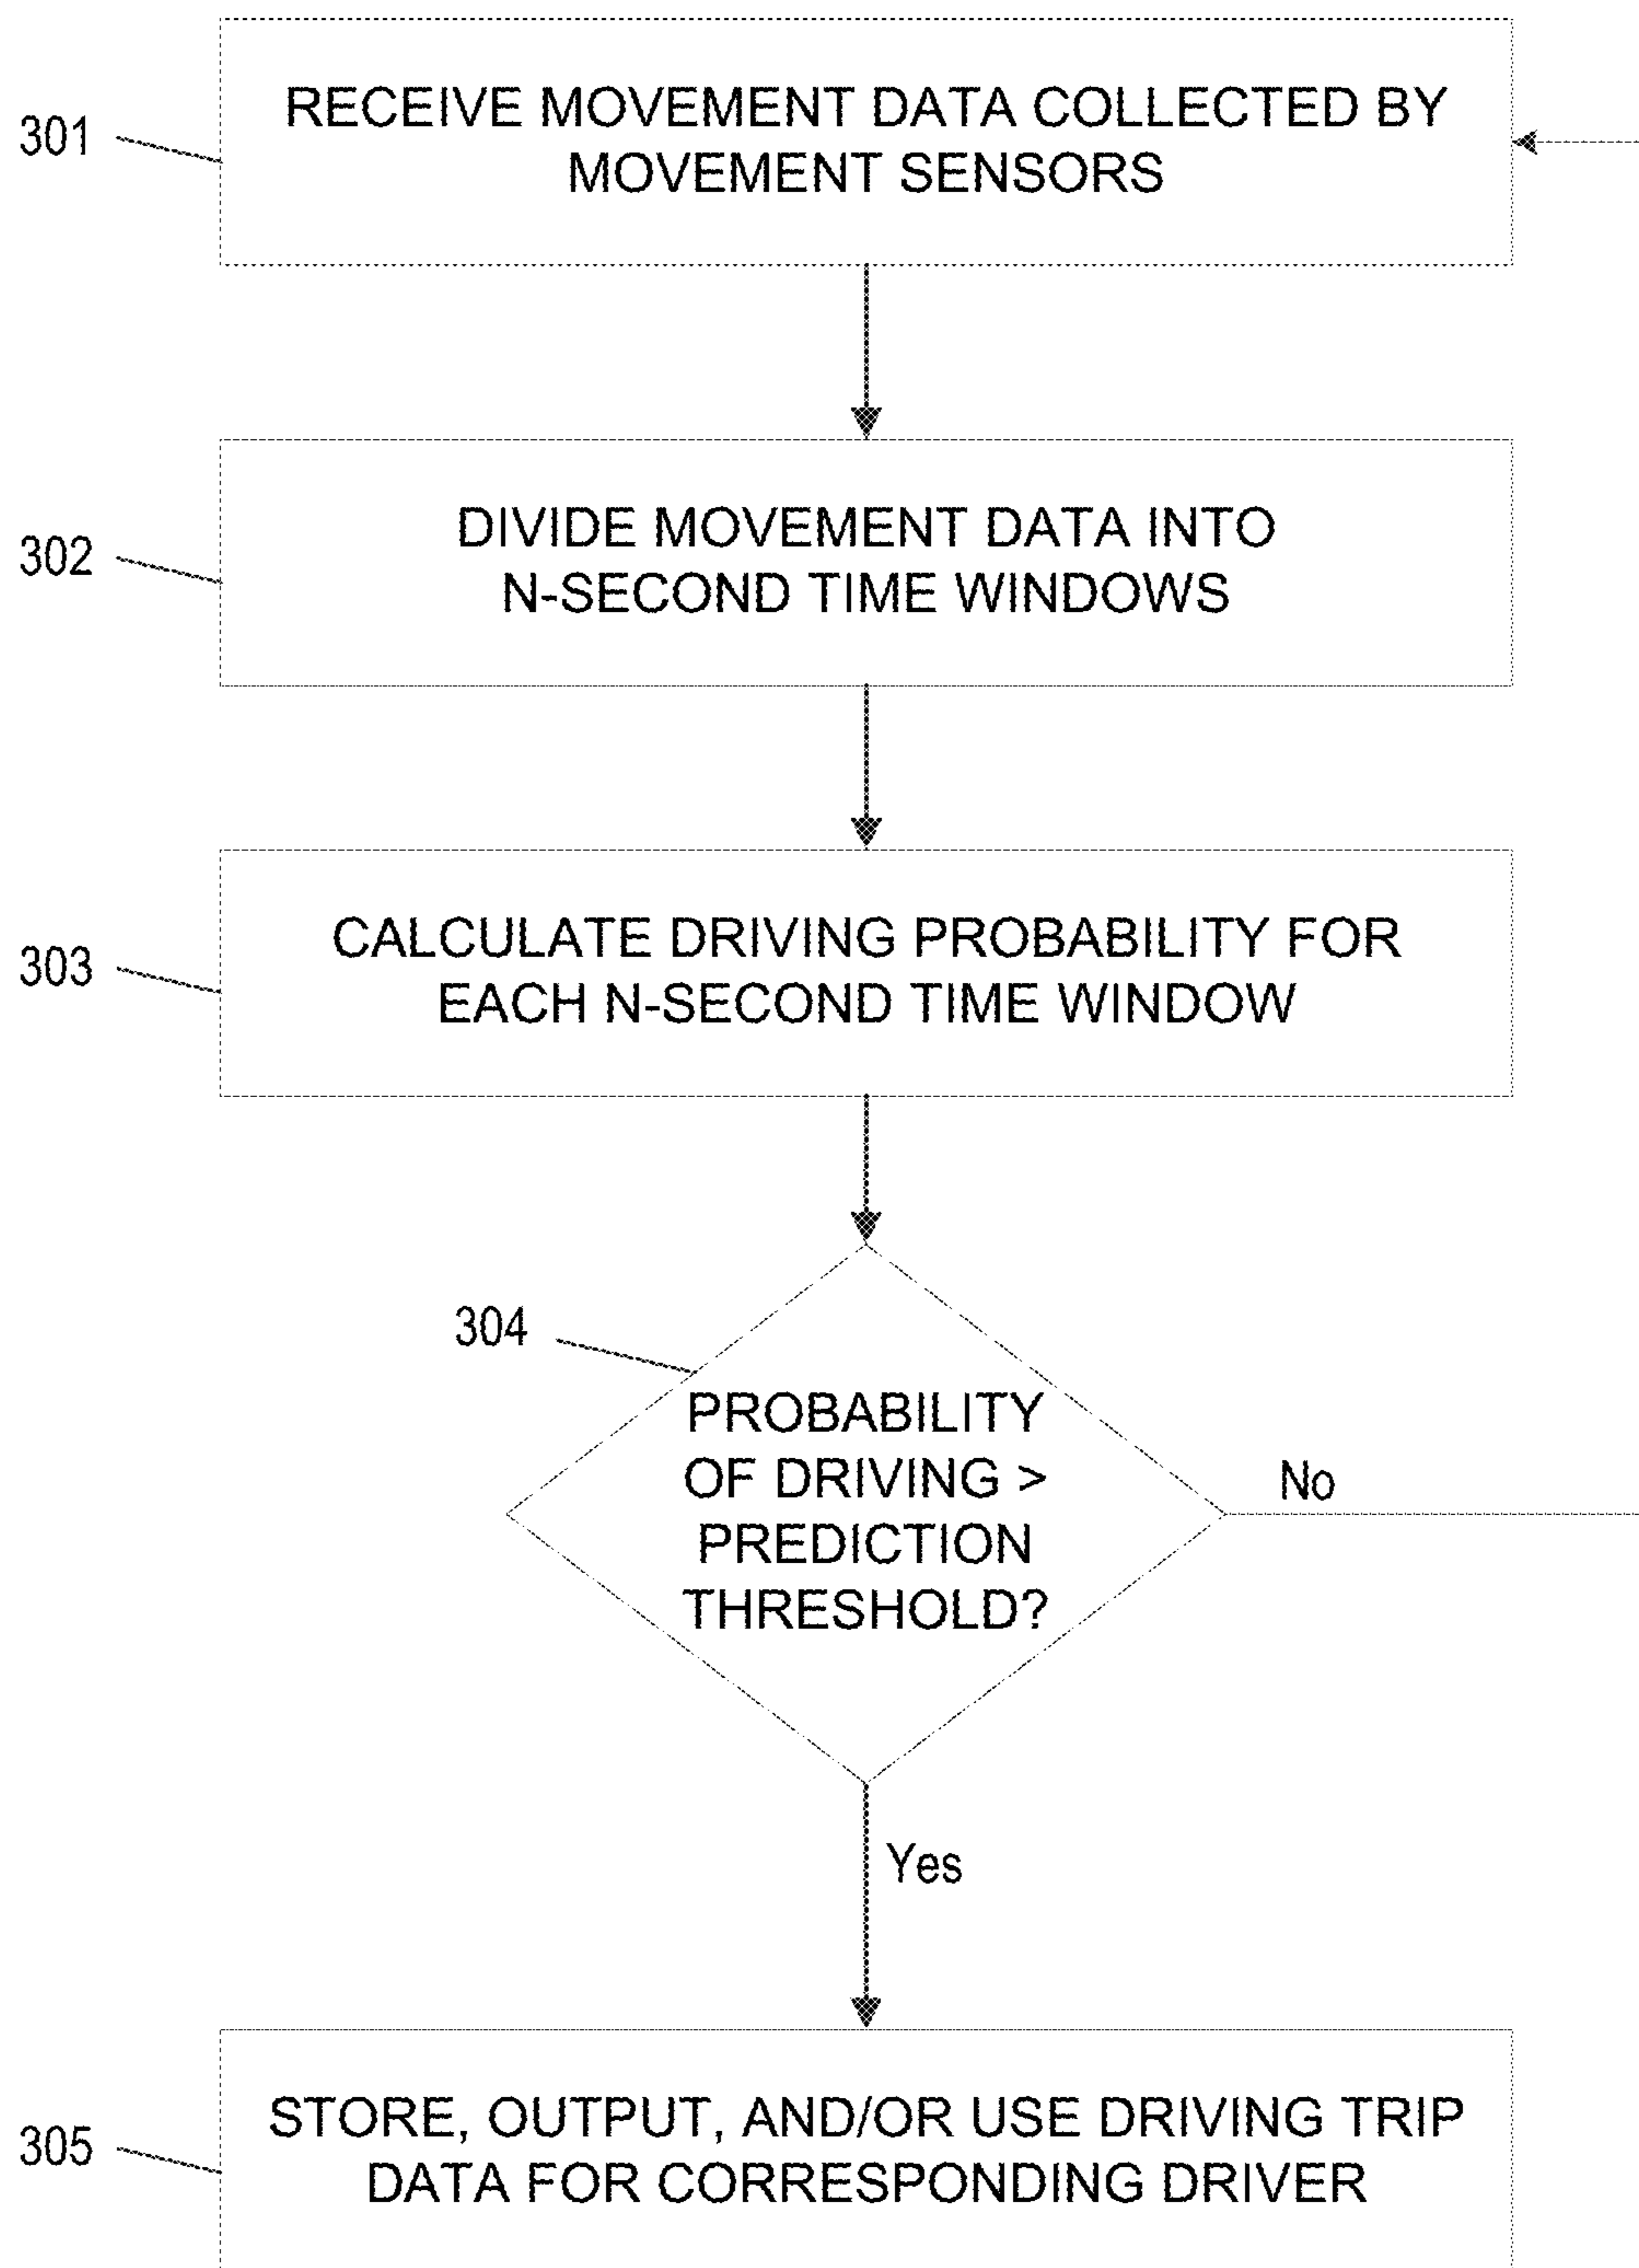 301
RECEIVE MOVEMENT DATA COLLECTED BY
MOVEMENT SENSORS
302
DIVIDE MOVEMENT DATA INTO
N-SECOND TIME WINDOWS
303
CALCULATE DRIVING PROBABILITY FOR
EACH N-SECOND TIME WINDOW
304
PROBABILITY
OF DRIVING >
PREDICTION
THRESHOLD?
No
Yes
305
STORE, OUTPUT, AND/OR USE DRIVING TRIP
DATA FOR CORRESPONDING DRIVER